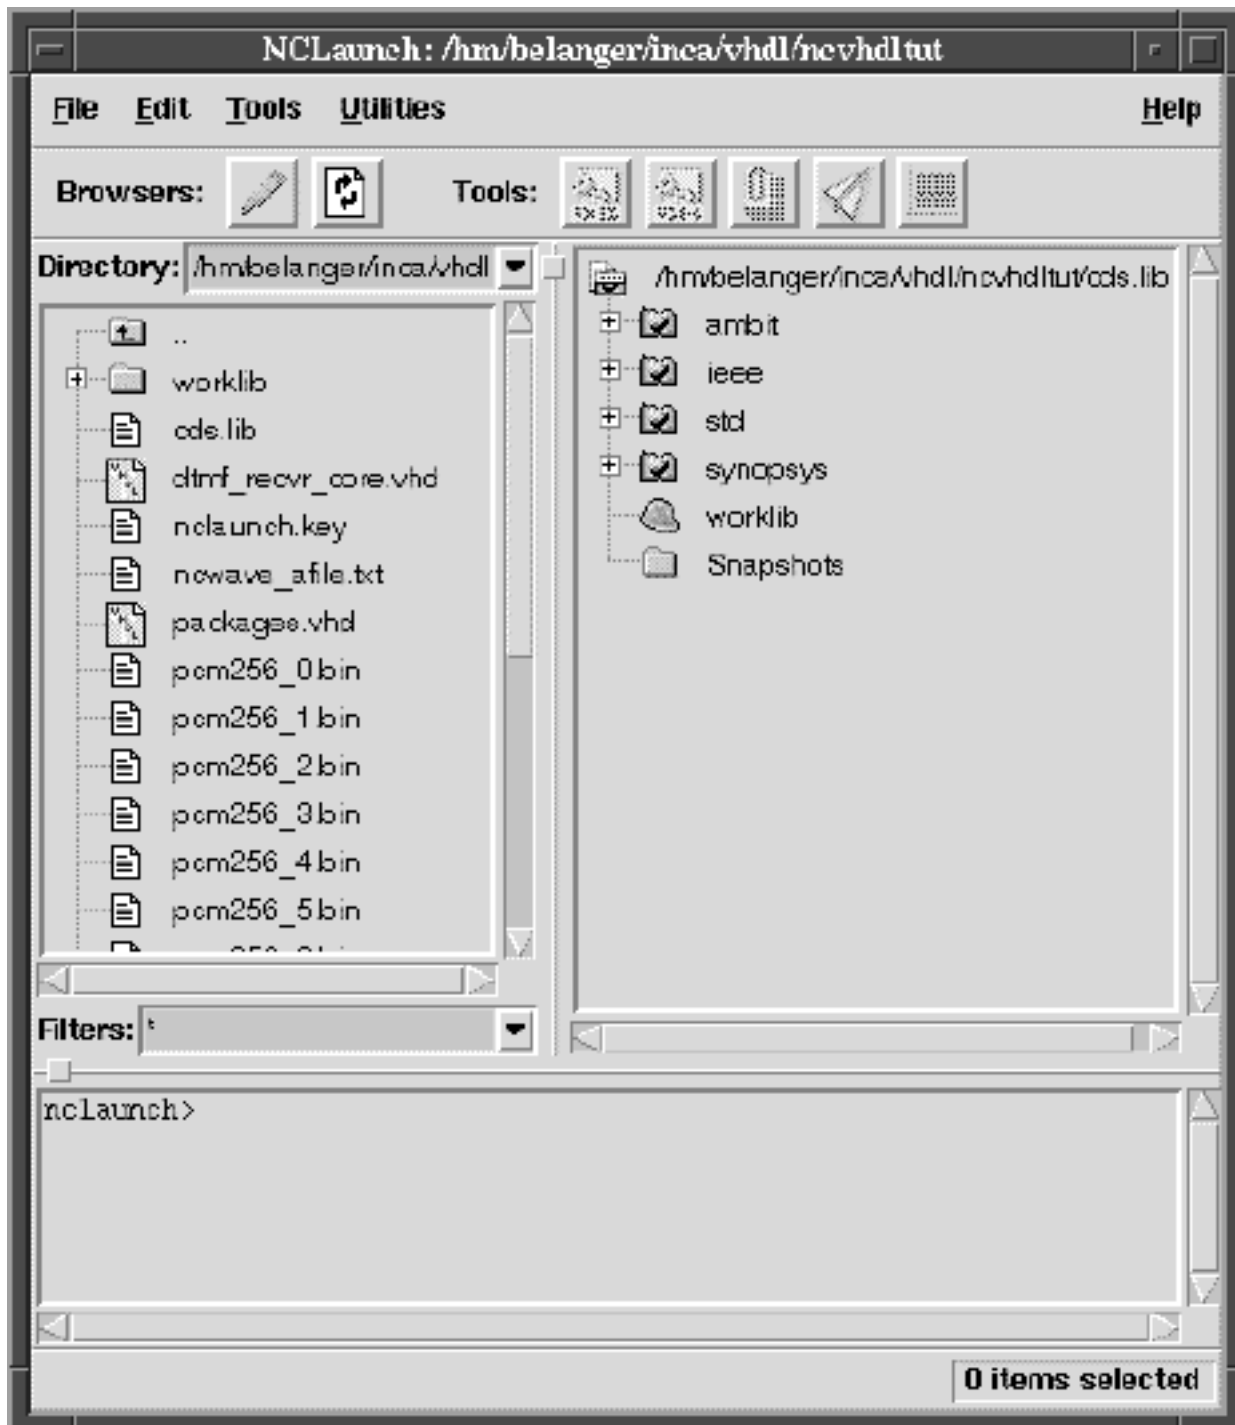 NCLaunch: /hm/belanger/inca/vhdl/ncvhdltut
File Edit Tools Utilities Help
Browsers: Tools:
Directory: /hm/belanger/inca/vhdl
..
worklib
cds.lib
dtmf_recvr_core.vhd
nclaunch.key
ncwave_afile.txt
packages.vhd
pcm256_0.bin
pcm256_1.bin
pcm256_2.bin
pcm256_3.bin
pcm256_4.bin
pcm256_5.bin
Filters: *
/hm/belanger/inca/vhdl/ncvhdltut/cds.lib
ambit
ieee
std
synopsys
worklib
Snapshots
nclaunch>
0 items selected